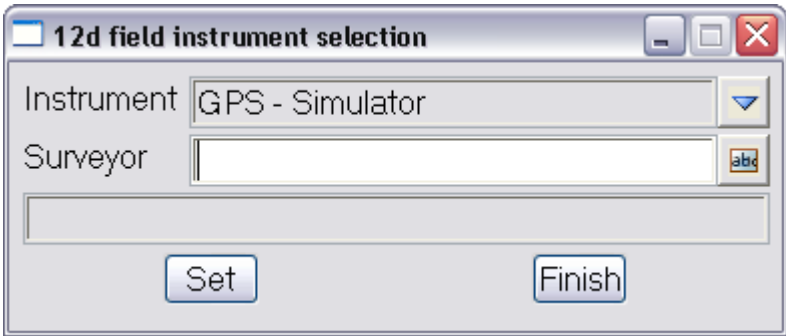 12d field instrument selection
Instrument GPS - Simulator
Surveyor abc
Set Finish